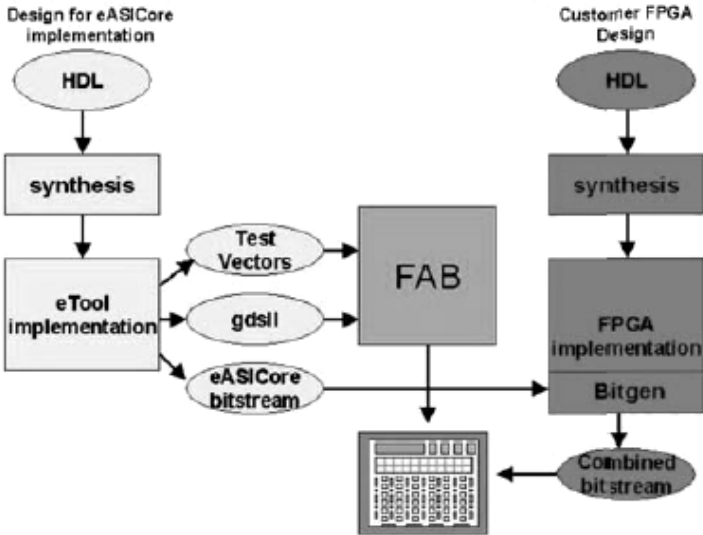 Design for eASICore
implementation
HDL
synthesis
eTool
implementation
Test
Vectors
gdsII
eASICore
bitstream
FAB
Customer FPGA
Design
HDL
synthesis
FPGA
implementation
Bitgen
Combined
bitstream